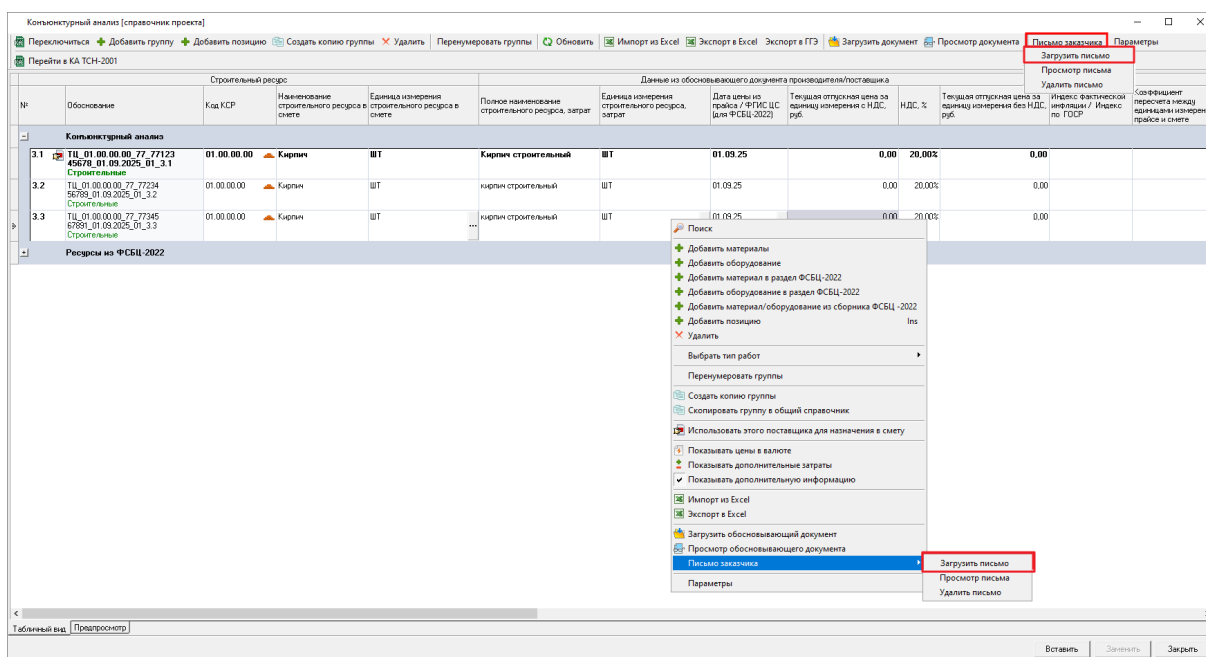 Конъюнктурный анализ [справочник проекта]
Переключиться Добавить группу Добавить позицию Создать копию группы Удалить Перенумеровать группы Обновить Импорт из Excel Экспорт в Excel Экспорт в ГГЭ Загрузить документ Просмотр документа Письмо заказчика Параметры
Перейти в КА ТСН-2001
Загрузить письмо
Просмотр письма
Удалить письмо
Строительный ресурс Данные из обосновывающего документа производителя/поставщика
№ Обоснование Код КСР Наименование строительного ресурса в смете Единица измерения строительного ресурса в смете Полное наименование строительного ресурса, затрат Единица измерения строительного ресурса, затрат Дата цены из прайса / ФГИС ЦС (для ФСБЦ-2022) Текущая отпускная цена за единицу измерения с НДС, руб. НДС, % Текущая отпускная цена за единицу измерения без НДС, руб. Индекс фактической инфляции / Индекс по ГОСР Коэффициент пересчета между единицами измерен прайсе и смете
Конъюнктурный анализ
3.1 ТЦ_01.00.00.00_77_77123 01.00.00.00 Кирпич ШТ Кирпич строительный ШТ 01.09.25 0,00 20,00% 0,00
45678_01.09.2025_01_3.1
Строительные
3.2 ТЦ_01.00.00.00_77_77234 01.00.00.00 Кирпич ШТ кирпич строительный ШТ 01.09.25 0,00 20,00% 0,00
56789_01.09.2025_01_3.2
Строительные
3.3 ТЦ_01.00.00.00_77_77345 01.00.00.00 Кирпич ШТ ... кирпич строительный ШТ 01.09.25 0,00 20,00% 0,00
67891_01.09.2025_01_3.3
Строительные
Ресурсы из ФСБЦ-2022
Поиск
Добавить материалы
Добавить оборудование
Добавить материал в раздел ФСБЦ-2022
Добавить оборудование в раздел ФСБЦ-2022
Добавить материал/оборудование из сборника ФСБЦ -2022
Добавить позицию Ins
Удалить
Выбрать тип работ
Перенумеровать группы
Создать копию группы
Скопировать группу в общий справочник
Использовать этого поставщика для назначения в смету
Показывать цены в валюте
Показывать дополнительные затраты
Показывать дополнительную информацию
Импорт из Excel
Экспорт в Excel
Загрузить обосновывающий документ
Просмотр обосновывающего документа
Письмо заказчика
Параметры
Загрузить письмо
Просмотр письма
Удалить письмо
Табличный вид Предпросмотр
Вставить Заменить Закрыть